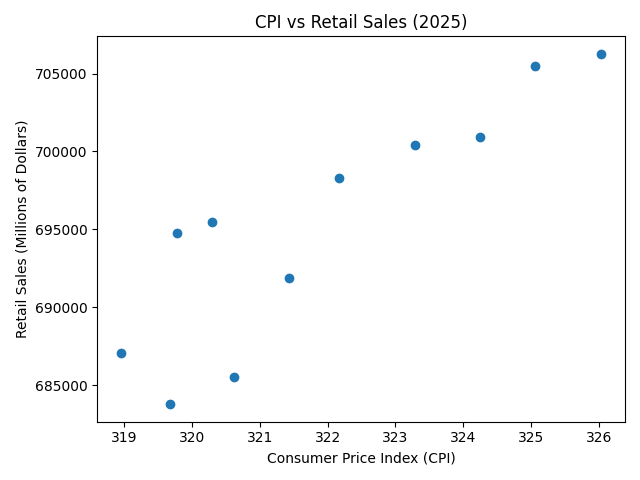 CPI vs Retail Sales (2025)
705000
700000
695000
690000
685000
Retail Sales (Millions of Dollars)
319 320 321 322 323 324 325 326
Consumer Price Index (CPI)